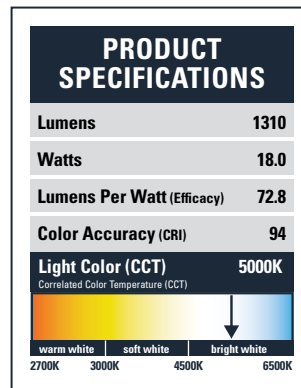 PRODUCT
SPECIFICATIONS
Lumens 1310
Watts 18.0
Lumens Per Watt (Efficacy) 72.8
Color Accuracy (CRI) 94
Light Color (CCT) 5000K
Correlated Color Temperature (CCT)
warm white soft white bright white
2700K 3000K 4500K 6500K